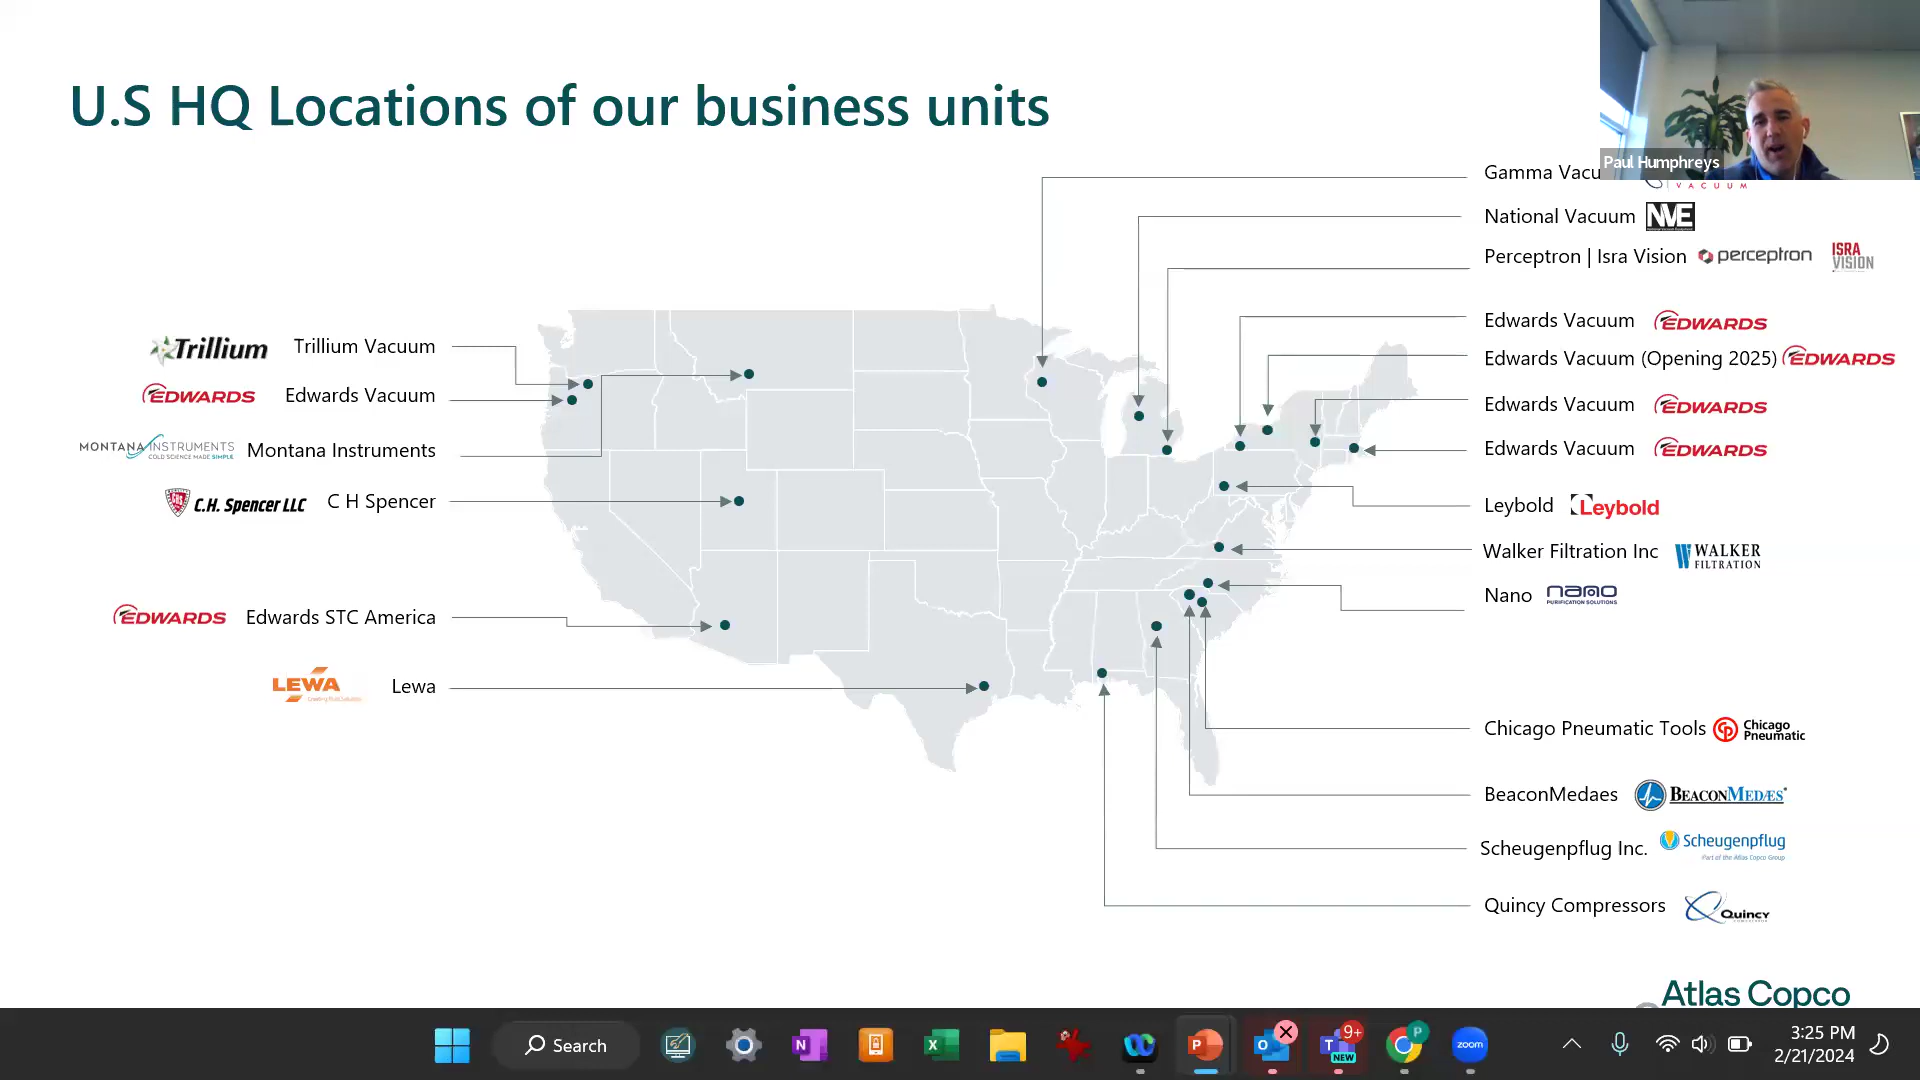 U.S HQ Locations of our business units
Paul Humphreys
Gamma Vacu
VACUUM
National Vacuum NVE
Perceptron | Isra Vision perceptron ISRA VISION
Edwards Vacuum EDWARDS
Edwards Vacuum (Opening 2025) EDWARDS
Edwards Vacuum EDWARDS
Edwards Vacuum EDWARDS
Leybold Leybold
Walker Filtration Inc WALKER FILTRATION
Nano nano PURIFICATION SOLUTIONS
Chicago Pneumatic Tools CP Chicago Pneumatic
BeaconMedaes BEACONMEDÆS
Scheugenpflug Inc. Scheugenpflug Part of the Atlas Copco Group
Quincy Compressors Quincy
Trillium Trillium Vacuum
EDWARDS Edwards Vacuum
MONTANA INSTRUMENTS COLD SCIENCE MADE SIMPLE Montana Instruments
C.H. Spencer LLC C H Spencer
EDWARDS Edwards STC America
LEWA Lewa
Atlas Copco
Search
9+
NEW
P
zoom
3:25 PM
2/21/2024